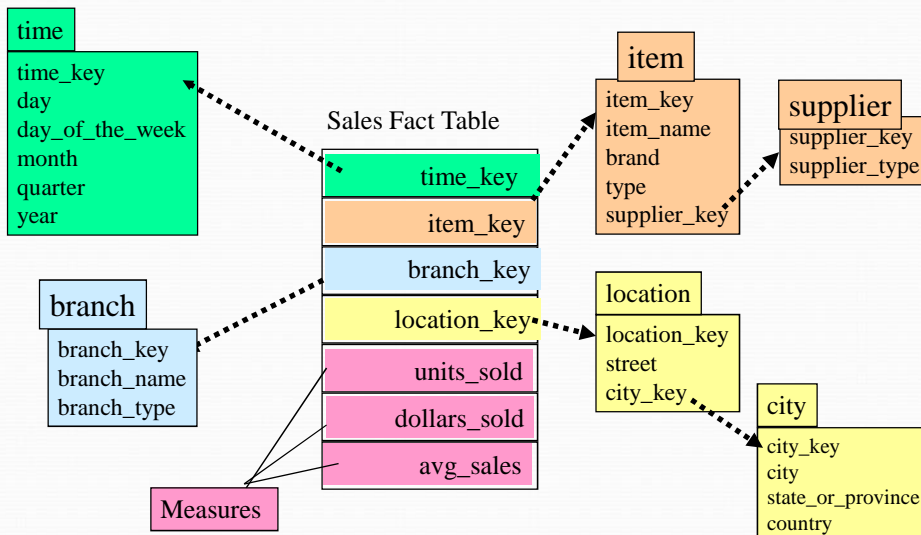 time
time_key
day
day_of_the_week
month
quarter
year
Sales Fact Table
time_key
item_key
branch_key
location_key
units_sold
dollars_sold
avg_sales
Measures
branch
branch_key
branch_name
branch_type
item
item_key
item_name
brand
type
supplier_key
supplier
supplier_key
supplier_type
location
location_key
street
city_key
city
city_key
city
state_or_province
country